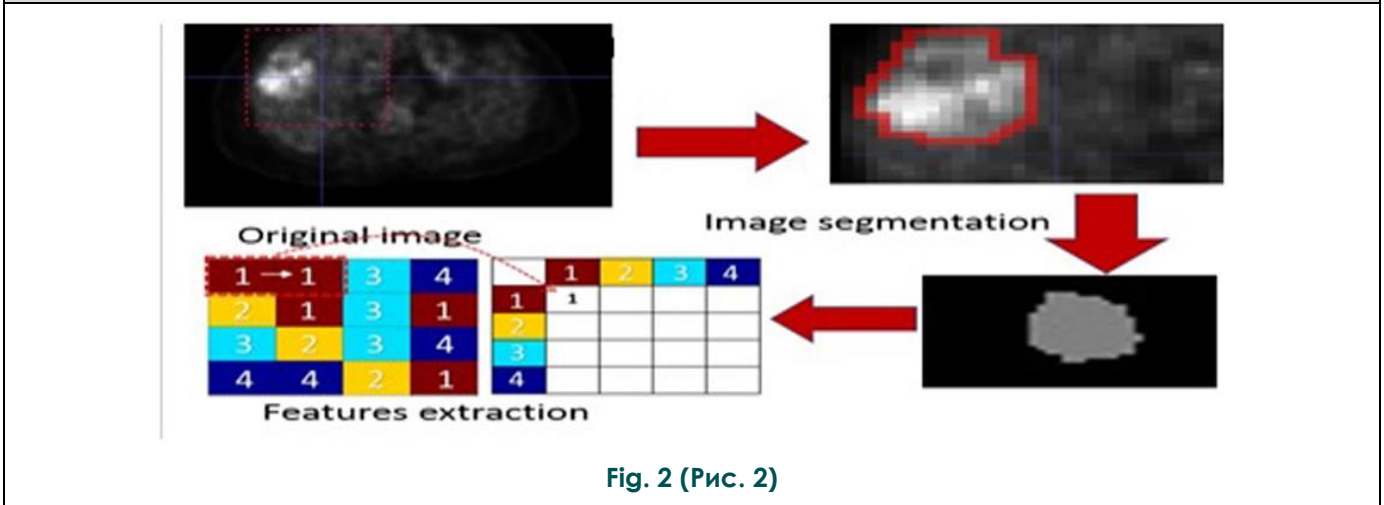 Original image
Image segmentation
1 → 1 3 4
2 1 3 1
3 2 3 4
4 4 2 1
1 2 3 4
1 1
2
3
4
Features extraction
Fig. 2 (Рис. 2)